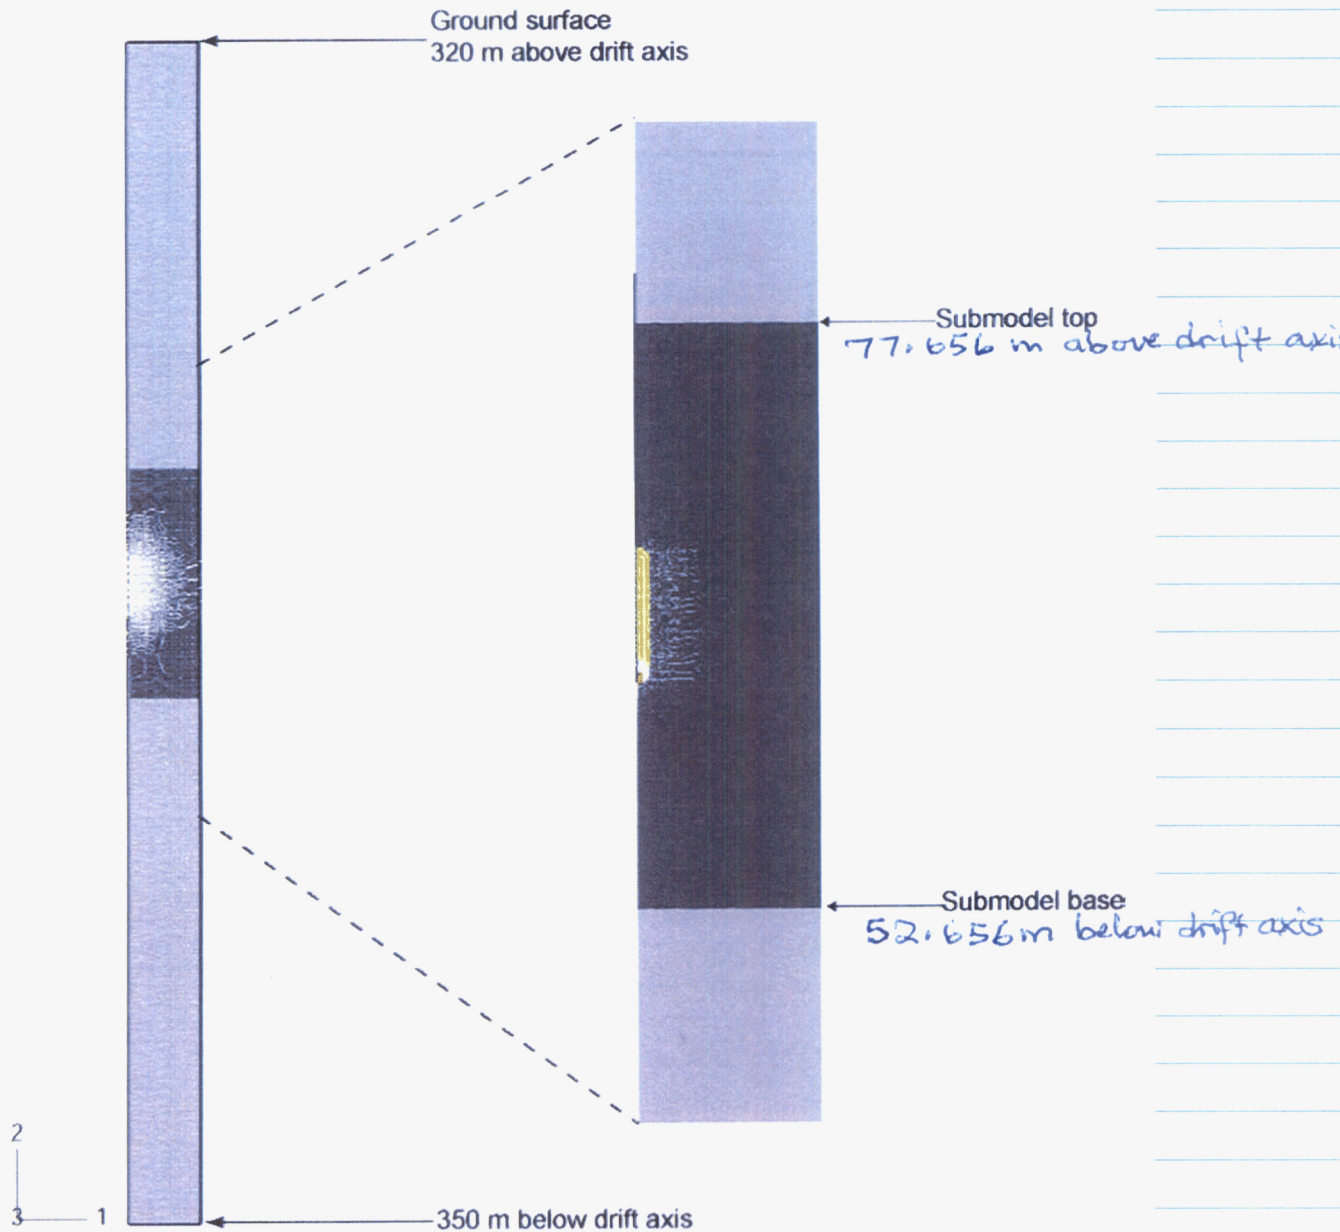 Ground surface
320 m above drift axis
Submodel top
77.656 m above drift axis
Submodel base
52.656m below drift axis
2
3 1
350 m below drift axis